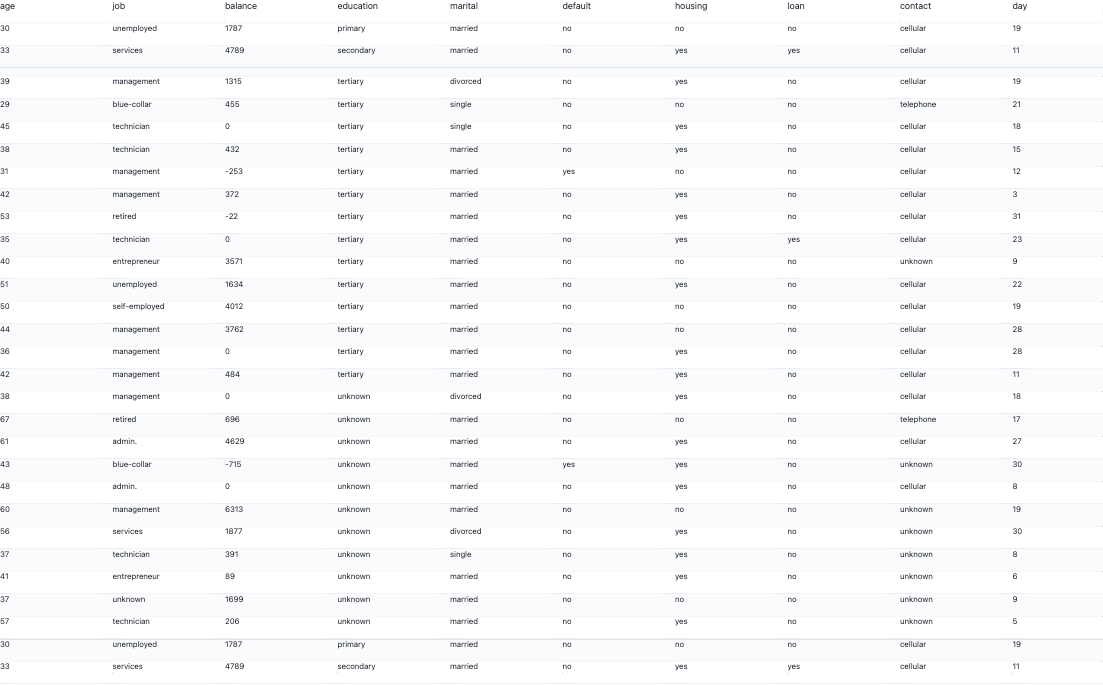 age job balance education marital default housing loan contact day
30 unemployed 1787 primary married no no no cellular 19
33 services 4789 secondary married no yes yes cellular 11
39 management 1315 tertiary divorced no yes no cellular 19
29 blue-collar 455 tertiary single no no no telephone 21
45 technician 0 tertiary single no yes no cellular 18
38 technician 432 tertiary married no yes no cellular 15
31 management -253 tertiary married yes no no cellular 12
42 management 372 tertiary married no yes no cellular 3
53 retired -22 tertiary married no yes no cellular 31
35 technician 0 tertiary married no yes yes cellular 23
40 entrepreneur 3571 tertiary married no no no unknown 9
51 unemployed 1634 tertiary married no yes no cellular 22
50 self-employed 4012 tertiary married no no no cellular 19
44 management 3762 tertiary married no no no cellular 28
36 management 0 tertiary married no yes no cellular 28
42 management 484 tertiary married no yes no cellular 11
38 management 0 unknown divorced no yes no cellular 18
67 retired 696 unknown married no no no telephone 17
61 admin. 4629 unknown married no yes no cellular 27
43 blue-collar -715 unknown married yes yes no unknown 30
48 admin. 0 unknown married no yes no cellular 8
60 management 6313 unknown married no no no unknown 19
56 services 1877 unknown divorced no yes no unknown 30
37 technician 391 unknown single no yes no unknown 8
41 entrepreneur 89 unknown married no yes no unknown 6
37 unknown 1699 unknown married no no no unknown 9
57 technician 206 unknown married no yes no unknown 5
30 unemployed 1787 primary married no no no cellular 19
33 services 4789 secondary married no yes yes cellular 11